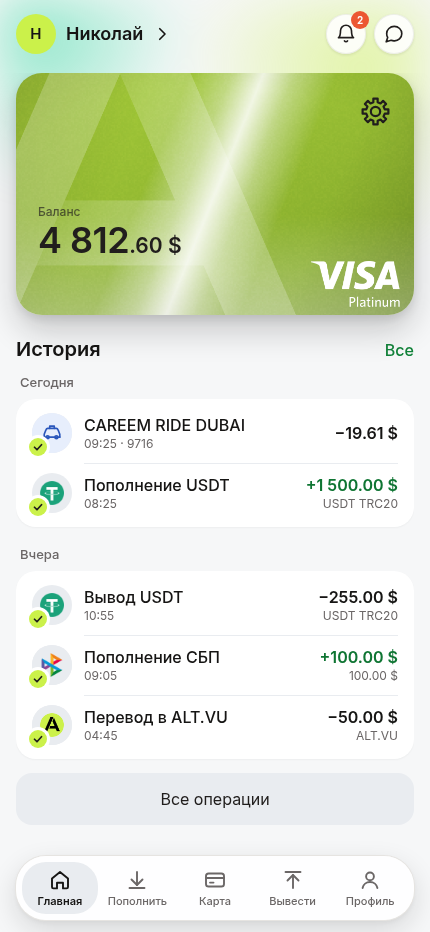 Н
Николай
2
Баланс
4 812.60 $
VISA
Platinum
История
Все
Сегодня
CAREEM RIDE DUBAI
−19.61 $
09:25 · 9716
Пополнение USDT
+1 500.00 $
08:25
USDT TRC20
Вчера
Вывод USDT
−255.00 $
10:55
USDT TRC20
Пополнение СБП
+100.00 $
09:05
100.00 $
Перевод в ALT.VU
−50.00 $
04:45
ALT.VU
Все операции
Главная
Пополнить
Карта
Вывести
Профиль